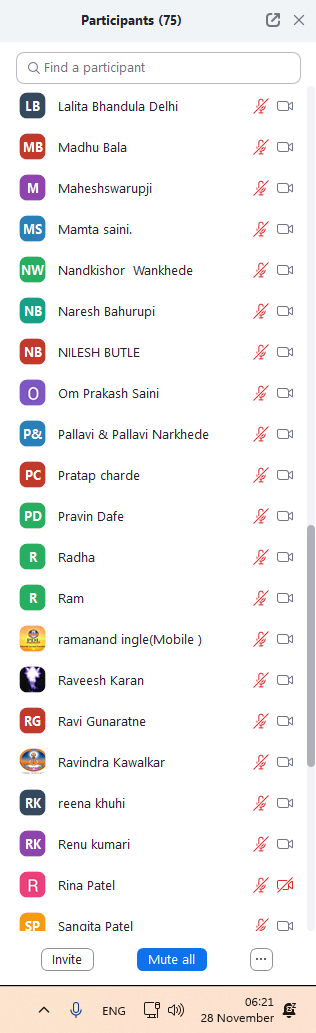 Participants (75)
Find a participant
LB Lalita Bhandula Delhi
MB Madhu Bala
M Maheshswarupji
MS Mamta saini.
NW Nandkishor Wankhede
NB Naresh Bahurupi
NB NILESH BUTLE
O Om Prakash Saini
P& Pallavi & Pallavi Narkhede
PC Pratap charde
PD Pravin Dafe
R Radha
R Ram
ramanand ingle(Mobile )
Raveesh Karan
RG Ravi Gunaratne
Ravindra Kawalkar
RK reena khuhi
RK Renu kumari
R Rina Patel
SP Sangita Patel
Invite Mute all ...
ENG 06:21
28 November